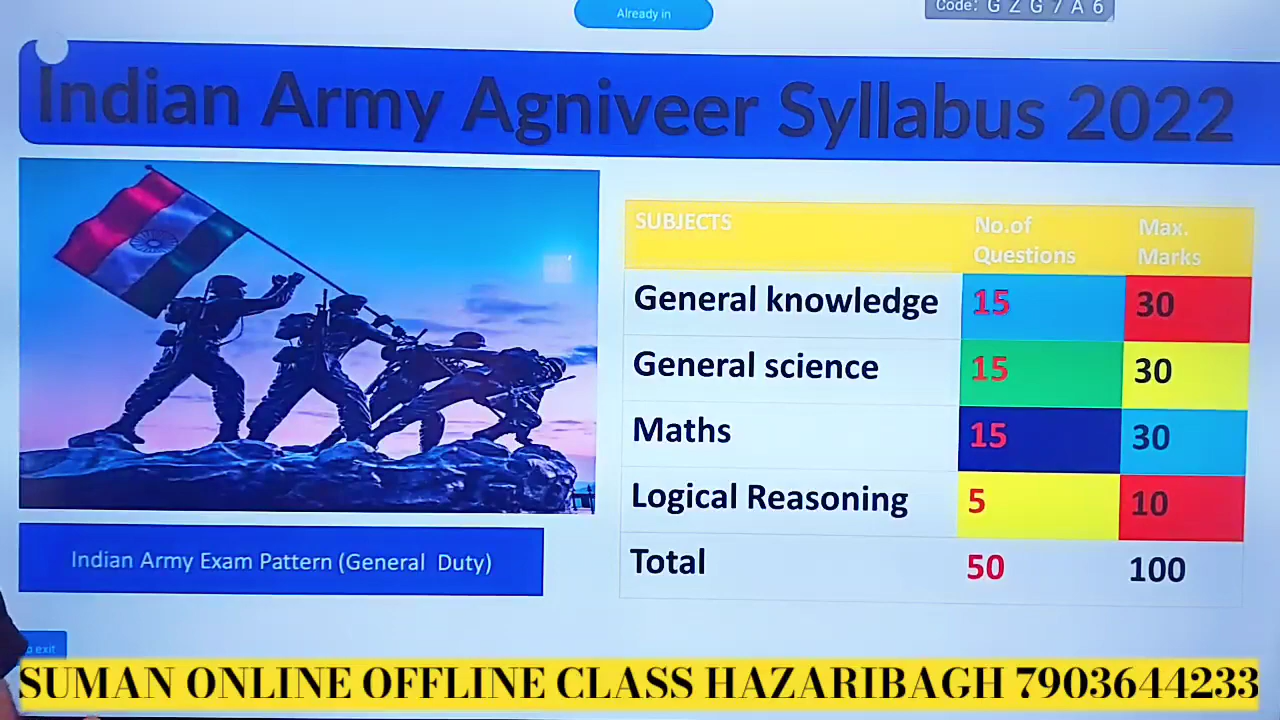 Already in
Code: G Z G 7 A 6
Indian Army Agniveer Syllabus 2022
SUBJECTS No.of Questions Max. Marks
General knowledge 15 30
General science 15 30
Maths 15 30
Logical Reasoning 5 10
Total 50 100
Indian Army Exam Pattern (General Duty)
exit
SUMAN ONLINE OFFLINE CLASS HAZARIBAGH 7903644233